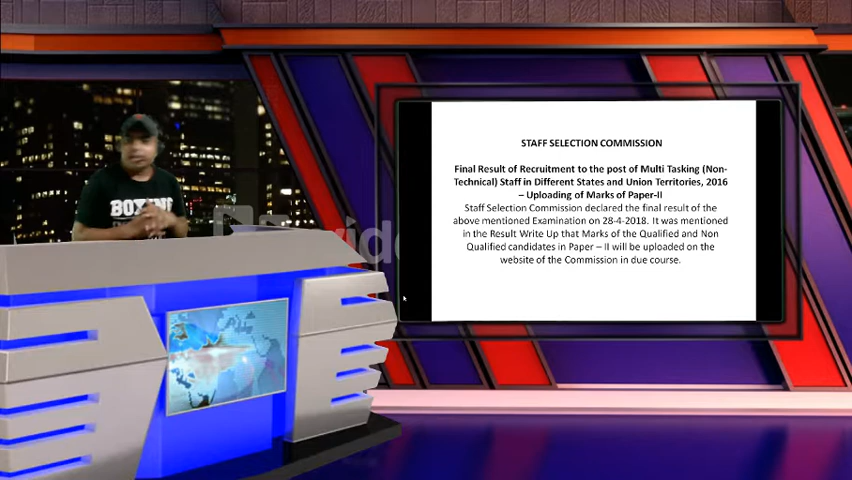 STAFF SELECTION COMMISSION
Final Result of Recruitment to the post of Multi Tasking (Non-
Technical) Staff in Different States and Union Territories, 2016
– Uploading of Marks of Paper-II
Staff Selection Commission declared the final result of the
above mentioned Examination on 28-4-2018. It was mentioned
in the Result Write Up that Marks of the Qualified and Non
Qualified candidates in Paper – II will be uploaded on the
website of the Commission in due course.
BOXING